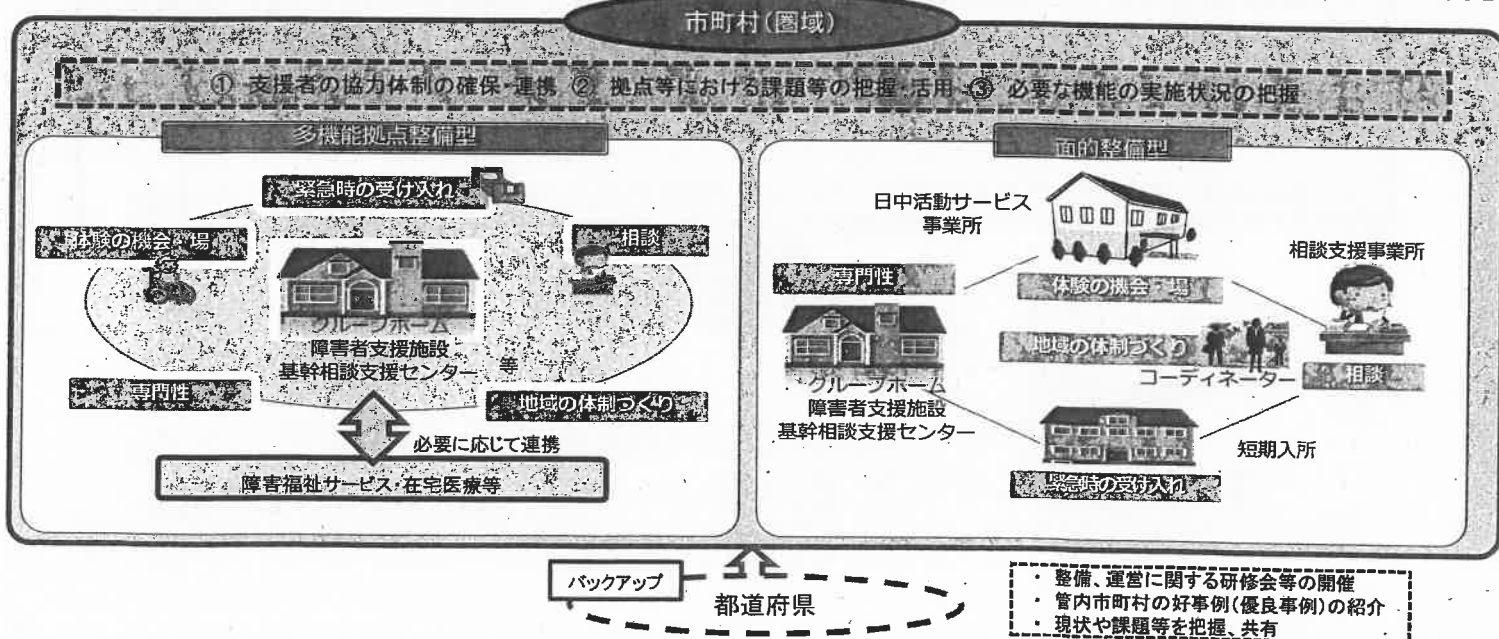 市町村(圏域)
① 支援者の協力体制の確保・連携 ② 拠点等における課題等の把握・活用 ③ 必要な機能の実施状況の把握
多機能拠点整備型
緊急時の受け入れ
体験の機会・場
相談
グループホーム
障害者支援施設
基幹相談支援センター 等
専門性
地域の体制づくり
必要に応じて連携
障害福祉サービス・在宅医療等
面的整備型
日中活動サービス
事業所
体験の機会・場
相談支援事業所
相談
専門性
グループホーム
障害者支援施設
基幹相談支援センター
地域の体制づくり
コーディネーター
短期入所
緊急時の受け入れ
バックアップ
都道府県
・ 整備、運営に関する研修会等の開催
・ 管内市町村の好事例(優良事例)の紹介
・ 現状や課題等を把握、共有